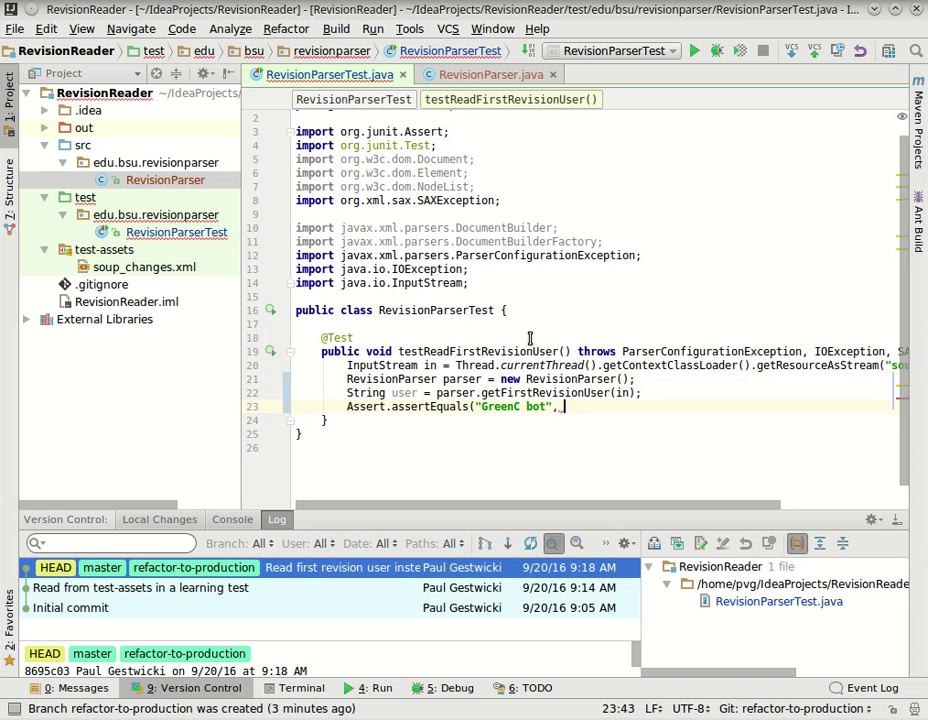 RevisionReader - [~/IdeaProjects/RevisionReader] - [RevisionReader] - ~/IdeaProjects/RevisionReader/test/edu/bsu/revisionparser/RevisionParserTest.java - I...
File Edit View Navigate Code Analyze Refactor Build Run Tools VCS Window Help
RevisionReader test edu bsu revisionparser RevisionParserTest RevisionParserTest VCS VCS
Project RevisionParserTest.java RevisionParser.java
RevisionReader ~/IdeaProjects/ RevisionParserTest testReadFirstRevisionUser()
.idea
out
src
edu.bsu.revisionparser
RevisionParser
test
edu.bsu.revisionparser
RevisionParserTest
test-assets
soup_changes.xml
.gitignore
RevisionReader.iml
External Libraries
1: Project
7: Structure
2: Favorites
2
3 import org.junit.Assert;
4 import org.junit.Test;
5 import org.w3c.dom.Document;
6 import org.w3c.dom.Element;
7 import org.w3c.dom.NodeList;
8 import org.xml.sax.SAXException;
9
10 import javax.xml.parsers.DocumentBuilder;
11 import javax.xml.parsers.DocumentBuilderFactory;
12 import javax.xml.parsers.ParserConfigurationException;
13 import java.io.IOException;
14 import java.io.InputStream;
15
16 public class RevisionParserTest {
17
18 @Test
19 public void testReadFirstRevisionUser() throws ParserConfigurationException, IOException, SA
20 InputStream in = Thread.currentThread().getContextClassLoader().getResourceAsStream("sou
21 RevisionParser parser = new RevisionParser();
22 String user = parser.getFirstRevisionUser(in);
23 Assert.assertEquals("GreenC bot",
24 }
25 }
26
Maven Projects
Ant Build
Version Control: Local Changes Console Log
Branch: All User: All Date: All Paths: All
HEAD master refactor-to-production Read first revision user inste Paul Gestwicki 9/20/16 9:18 AM
Read from test-assets in a learning test Paul Gestwicki 9/20/16 9:14 AM
Initial commit Paul Gestwicki 9/20/16 9:05 AM
HEAD master refactor-to-production
8695c03 Paul Gestwicki on 9/20/16 at 9:18 AM
RevisionReader 1 file
/home/pvg/IdeaProjects/RevisionReade
RevisionParserTest.java
0: Messages 9: Version Control Terminal 4: Run 5: Debug 6: TODO Event Log
Branch refactor-to-production was created (3 minutes ago) 23:43 LF UTF-8 Git: refactor-to-production